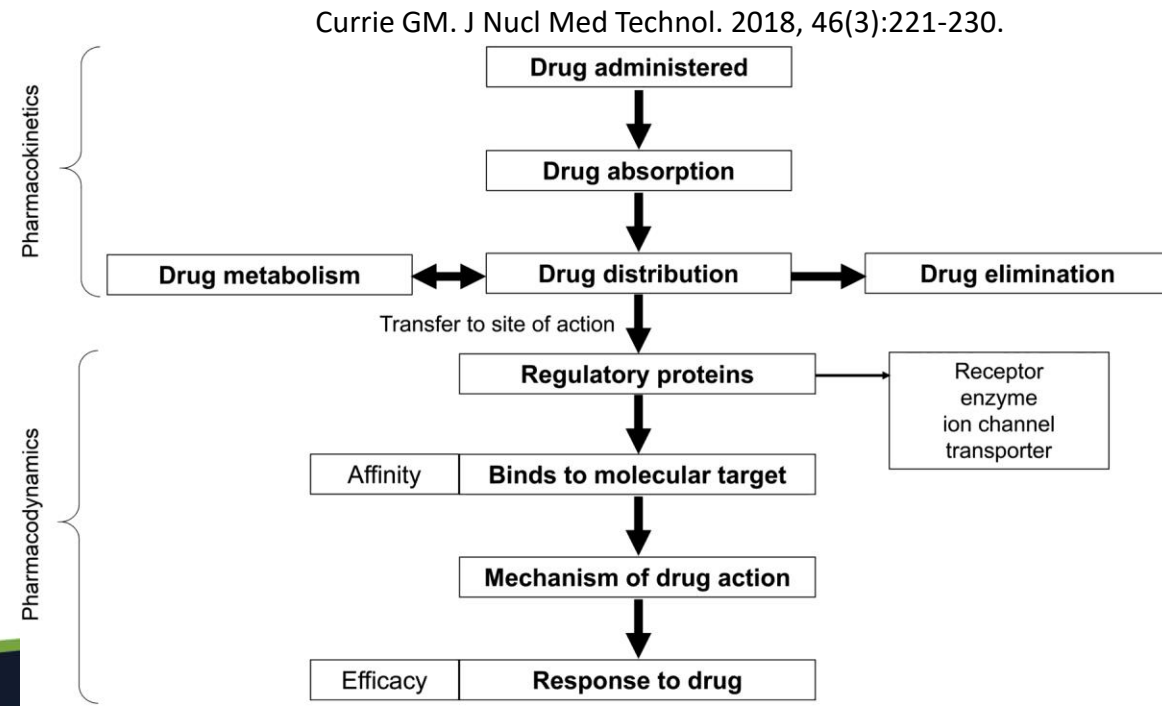 Currie GM. J Nucl Med Technol. 2018, 46(3):221-230.
Pharmacokinetics
Drug administered
Drug absorption
Drug metabolism
Drug distribution
Drug elimination
Transfer to site of action
Pharmacodynamics
Regulatory proteins
Receptor
enzyme
ion channel
transporter
Affinity
Binds to molecular target
Mechanism of drug action
Efficacy
Response to drug